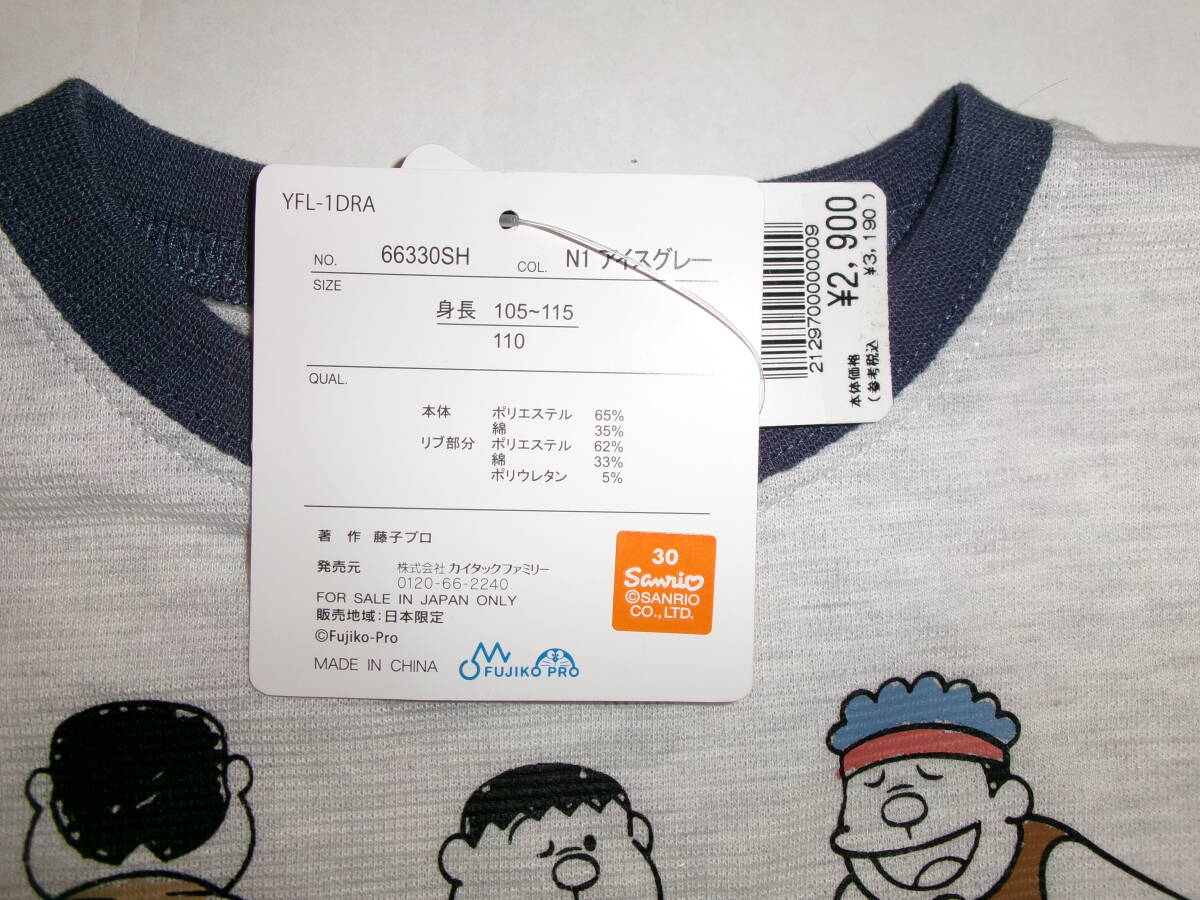 YFL-1DRA
NO. 66330SH COL. N1 アイスグレー
SIZE
身長 105~115
110
QUAL.
本体 ポリエステル 65%
綿 35%
リブ部分 ポリエステル 62%
綿 33%
ポリウレタン 5%
著 作 藤子プロ
発売元 株式会社 カイタックファミリー
0120-66-2240
FOR SALE IN JAPAN ONLY
販売地域:日本限定
©Fujiko-Pro
MADE IN CHINA
FUJIKO PRO
30
Sanrio
©SANRIO
CO.,LTD.
2129700000009
本体価格 ¥2,900
(参考税込 ¥3,190)